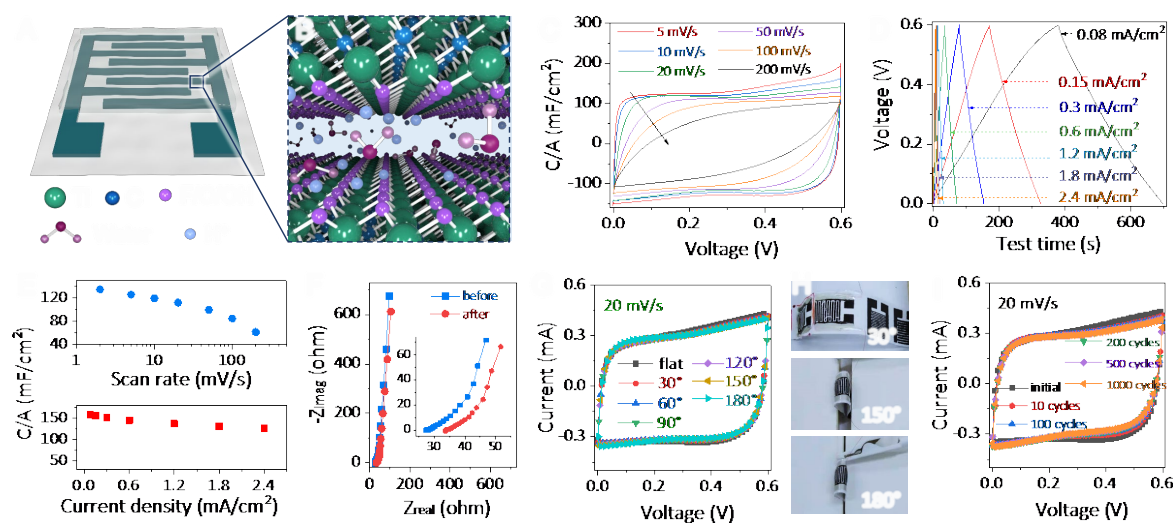 B
300
200
100
0
-100
C/A (mF/cm²)
5 mV/s
50 mV/s
10 mV/s
100 mV/s
20 mV/s
200 mV/s
0.0 0.2 0.4 0.6
Voltage (V)
D
0.6
0.4
0.2
0.0
Voltage (V)
0.08 mA/cm²
0.15 mA/cm²
0.3 mA/cm²
0.6 mA/cm²
1.2 mA/cm²
1.8 mA/cm²
2.4 mA/cm²
0 200 400 600
Test time (s)
120
80
40
1 10 100
Scan rate (mV/s)
C/A (mF/cm²)
150
100
50
0.0 0.6 1.2 1.8 2.4
Current density (mA/cm²)
F
600
400
200
0
-Zimag (ohm)
before
after
60
40
20
0
30 40 50
0 200 400 600
Zreal (ohm)
20 mV/s
0.6
0.3
0.0
-0.3
Current (mA)
flat
30°
60°
90°
120°
150°
180°
0.0 0.2 0.4 0.6
Voltage (V)
H
30°
150°
180°
20 mV/s
0.6
0.3
0.0
-0.3
Current (mA)
200 cycles
500 cycles
initial
1000 cycles
10 cycles
100 cycles
0.0 0.2 0.4 0.6
Voltage (V)